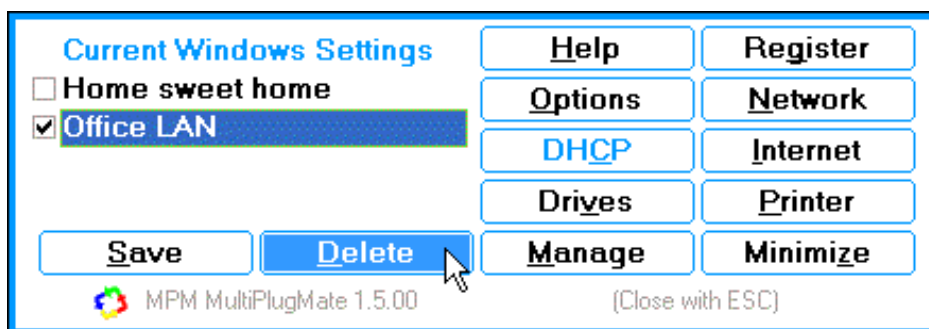 Current Windows Settings
Home sweet home
Office LAN
Save Delete
Help Register
Options Network
DHCP Internet
Drives Printer
Manage Minimize
MPM MultiPlugMate 1.5.00 (Close with ESC)